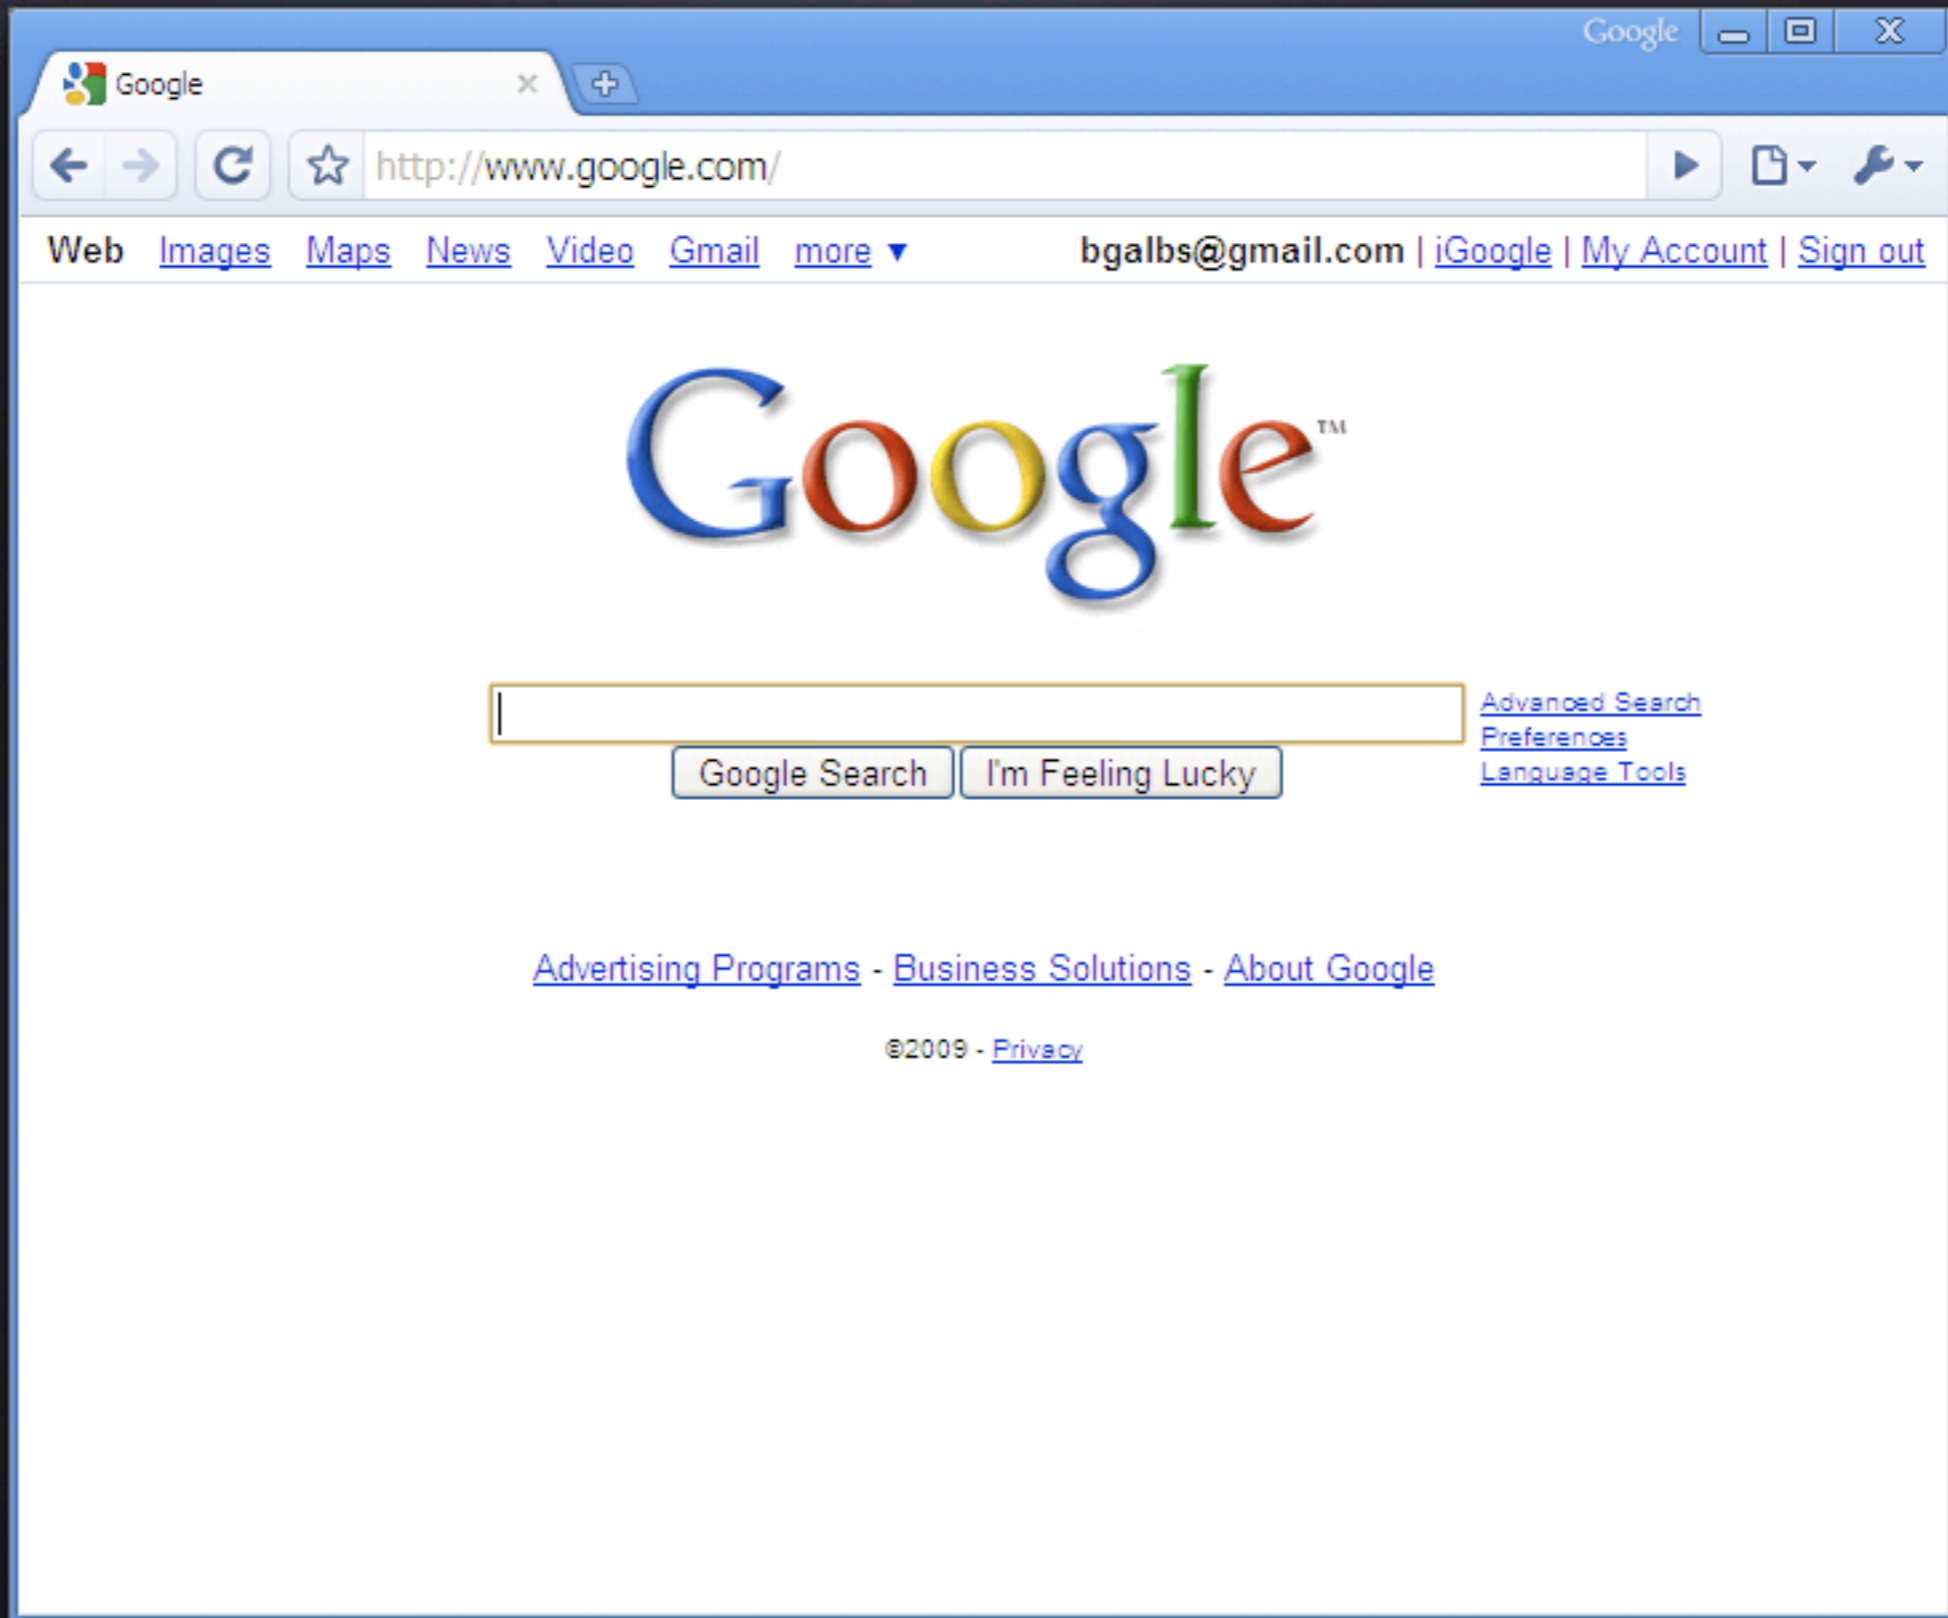 Google
Google
http://www.google.com/
Web Images Maps News Video Gmail more ▼ bgalbs@gmail.com | iGoogle | My Account | Sign out
Google™
Advanced Search
Preferences
Language Tools
Google Search I'm Feeling Lucky
Advertising Programs - Business Solutions - About Google
©2009 - Privacy